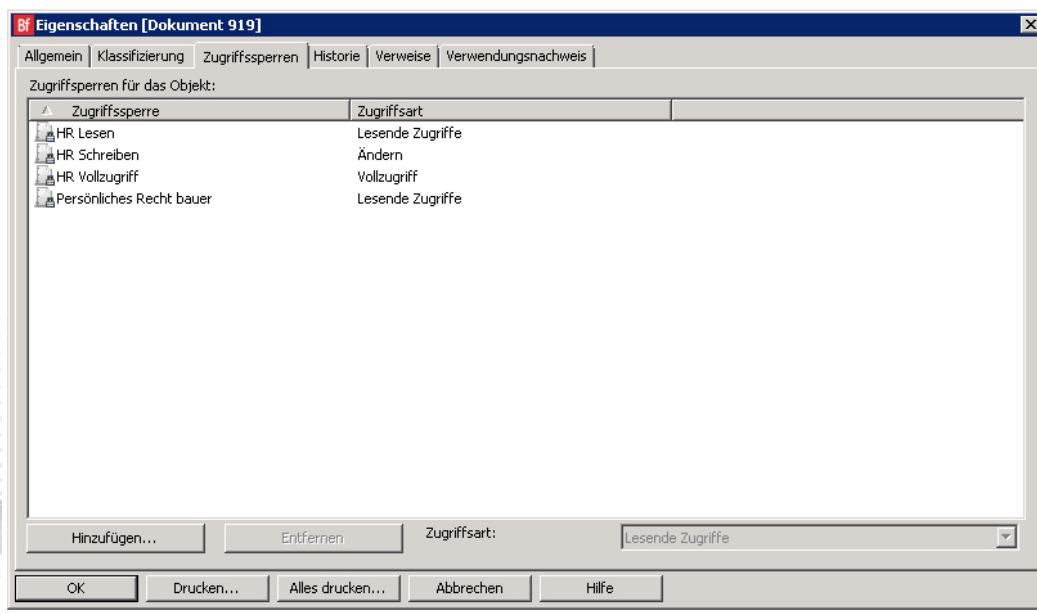 Bf Eigenschaften [Dokument 919]
Allgemein Klassifizierung Zugriffssperren Historie Verweise Verwendungsnachweis
Zugriffsperren für das Objekt:
Zugriffssperre Zugriffsart
HR Lesen Lesende Zugriffe
HR Schreiben Ändern
HR Vollzugriff Vollzugriff
Persönliches Recht bauer Lesende Zugriffe
Hinzufügen... Entfernen Zugriffsart: Lesende Zugriffe
OK Drucken... Alles drucken... Abbrechen Hilfe